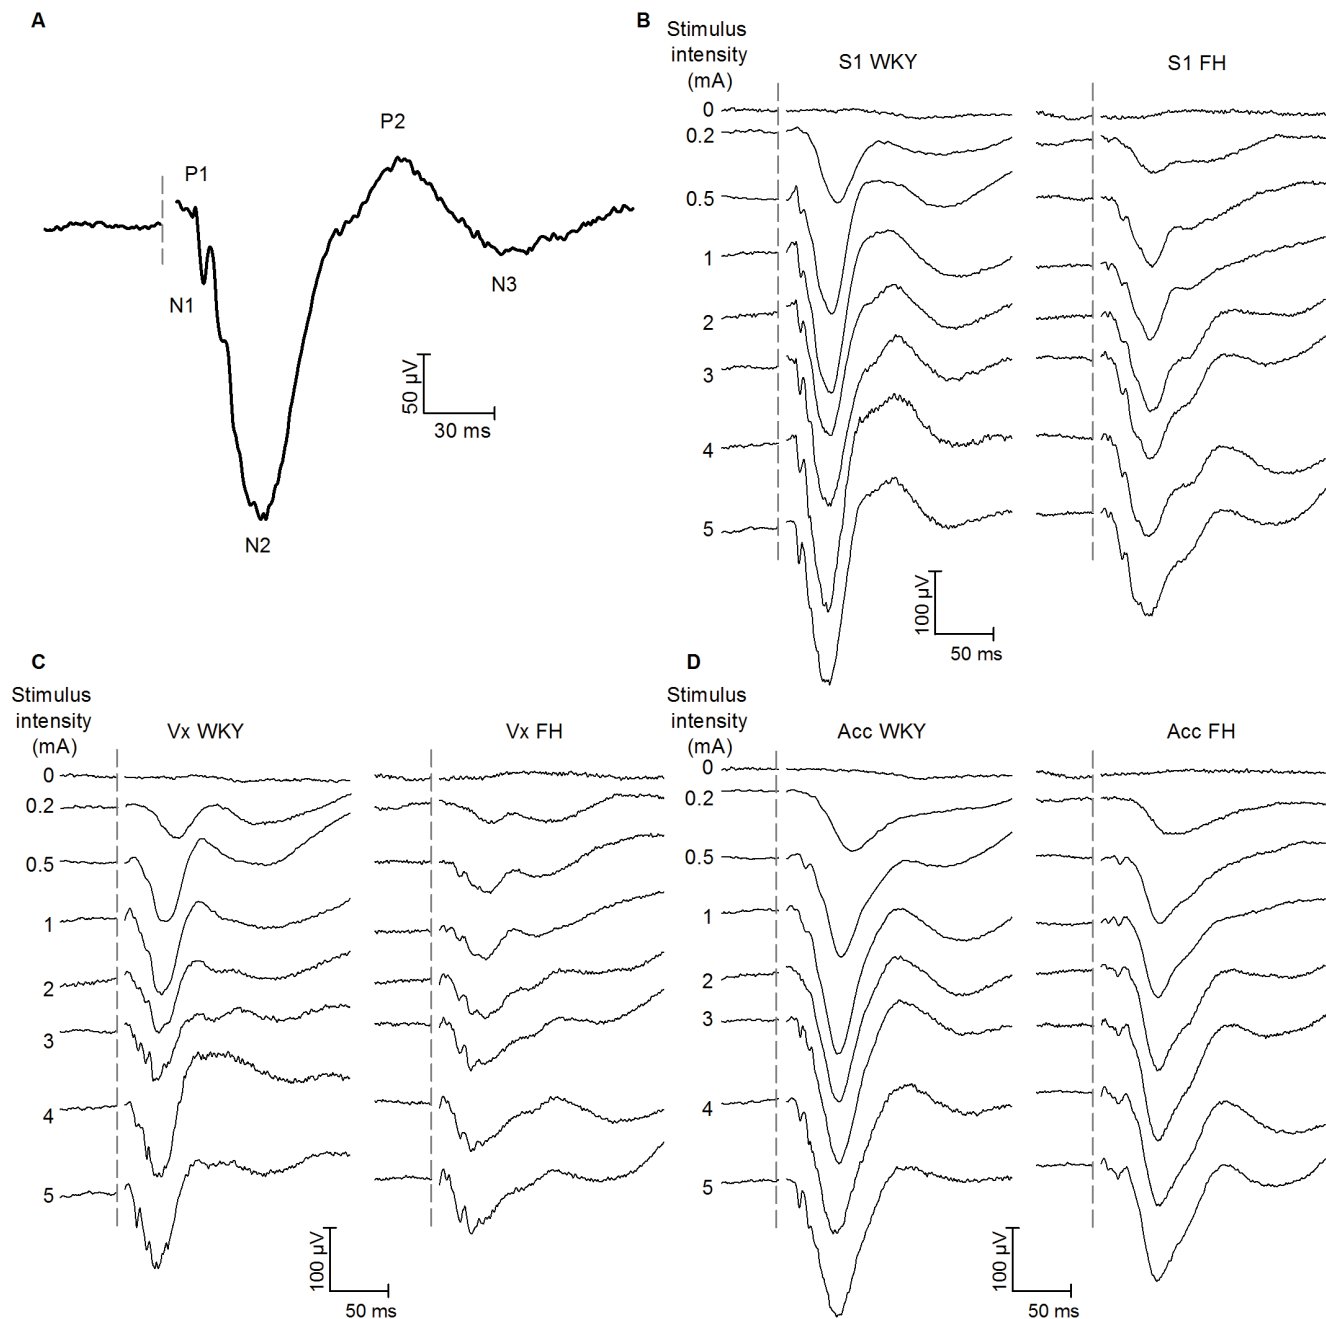 A
P1
P2
N1
N2
N3
50 µV
30 ms
B
Stimulus
intensity
(mA)
S1 WKY
S1 FH
0
0.2
0.5
1
2
3
4
5
100 µV
50 ms
C
Stimulus
intensity
(mA)
Vx WKY
Vx FH
0
0.2
0.5
1
2
3
4
5
100 µV
50 ms
D
Stimulus
intensity
(mA)
Acc WKY
Acc FH
0
0.2
0.5
1
2
3
4
5
100 µV
50 ms